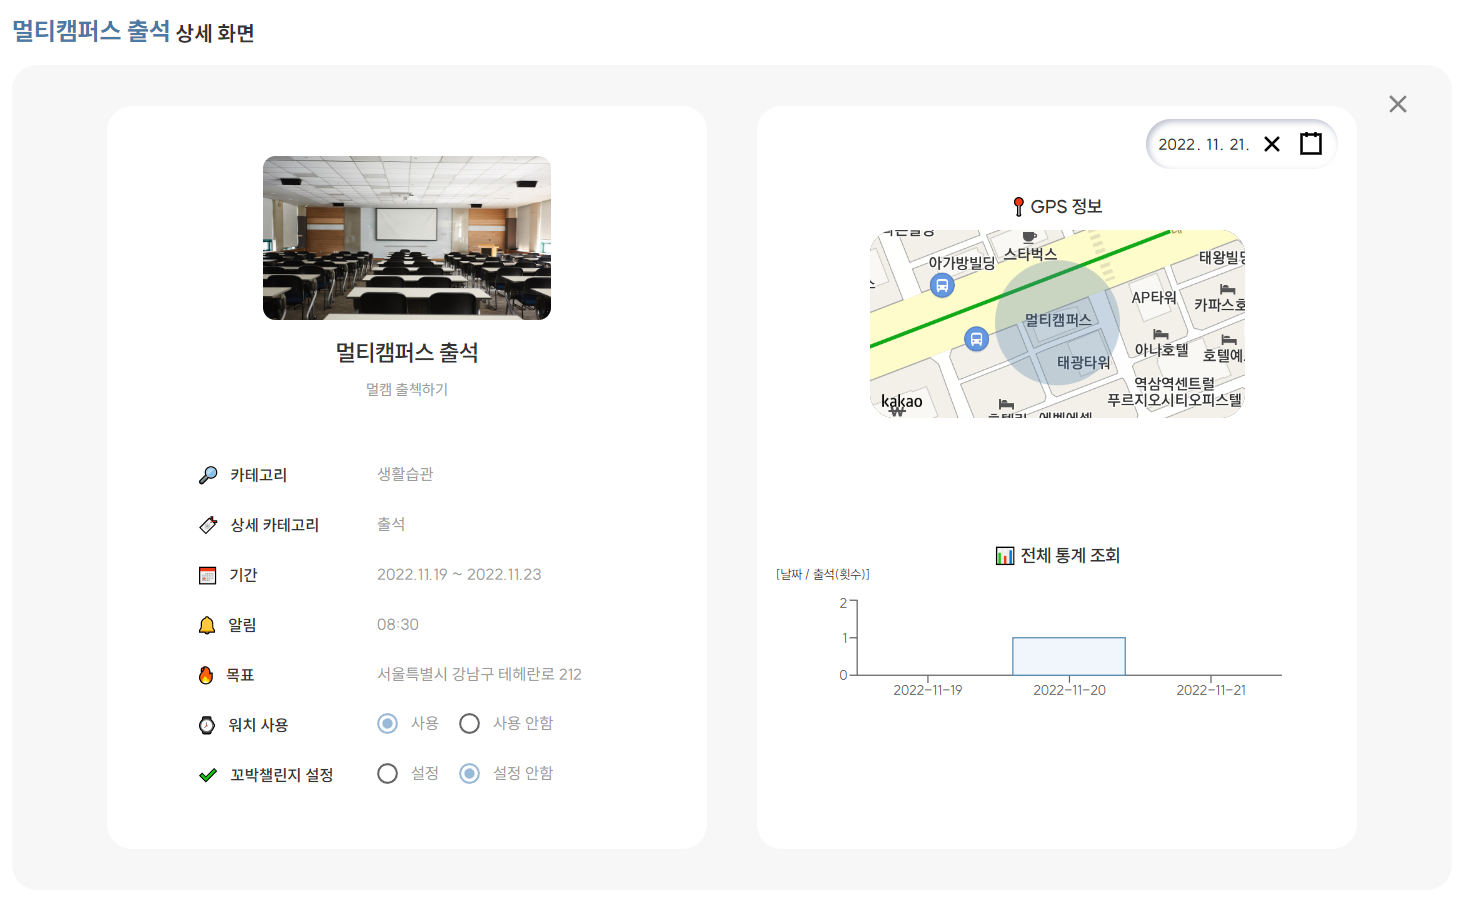 멀티캠퍼스 출석 상세 화면
멀티캠퍼스 출석
멀캠 출첵하기
카테고리 생활습관
상세 카테고리 출석
기간 2022.11.19 ~ 2022.11.23
알림 08:30
목표 서울특별시 강남구 테헤란로 212
워치 사용 사용 사용 안함
꼬박챌린지 설정 설정 설정 안함
2022. 11. 21.
GPS 정보
스타벅스
아가방빌딩
태왕빌딩
AP타워
카파스호
멀티캠퍼스
아나호텔
호텔예
태광타워
역삼역센트럴
푸르지오시티오피스텔
kakao
전체 통계 조회
[날짜 / 출석(횟수)]
2
1
0
2022-11-19 2022-11-20 2022-11-21